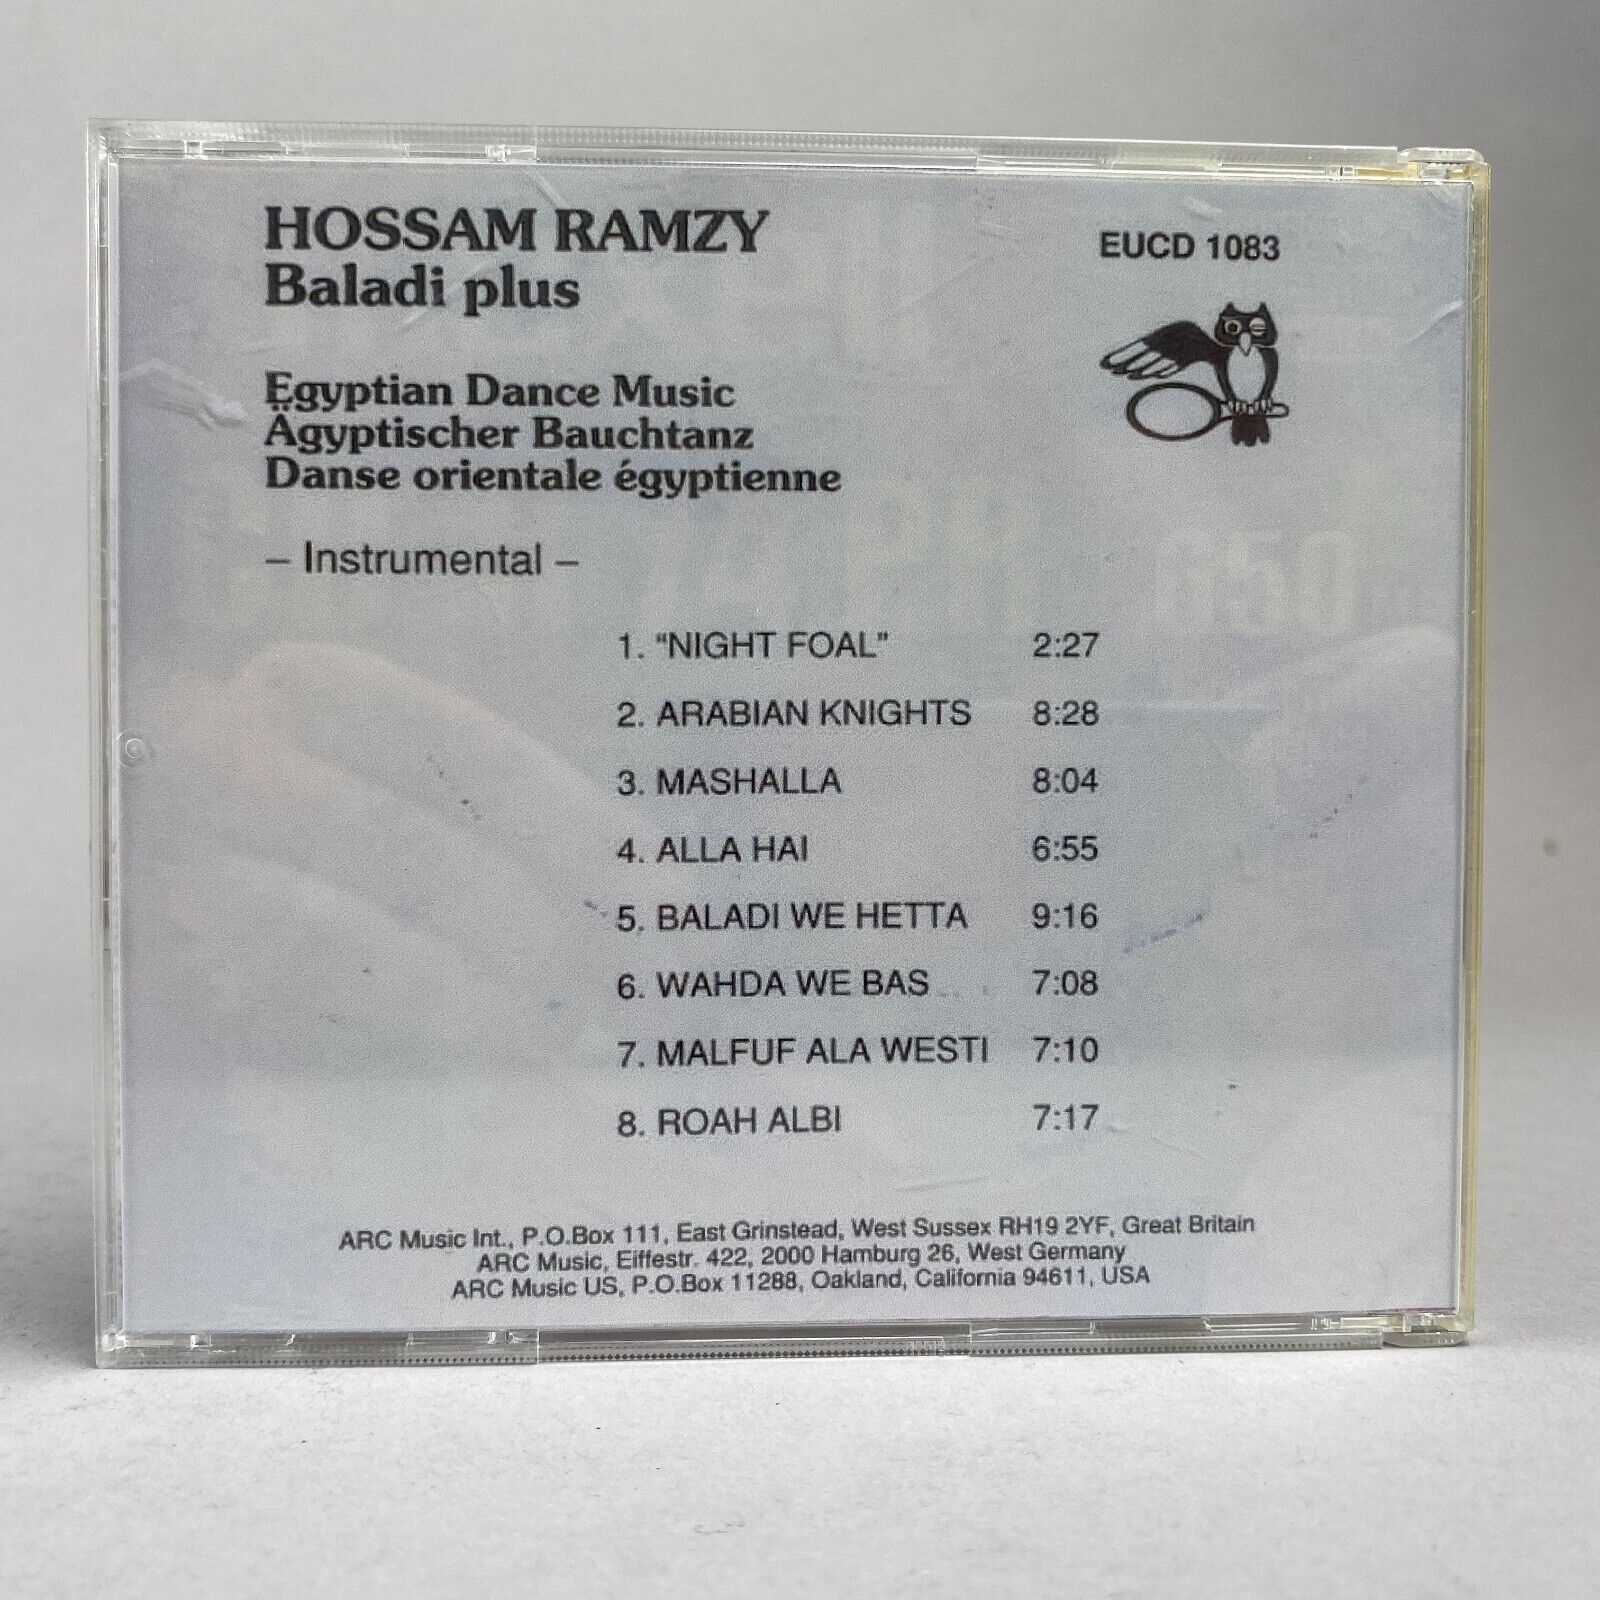 HOSSAM RAMZY
Baladi plus
EUCD 1083
Egyptian Dance Music
Ägyptischer Bauchtanz
Danse orientale égyptienne
– Instrumental –
1. "NIGHT FOAL" 2:27
2. ARABIAN KNIGHTS 8:28
3. MASHALLA 8:04
4. ALLA HAI 6:55
5. BALADI WE HETTA 9:16
6. WAHDA WE BAS 7:08
7. MALFUF ALA WESTI 7:10
8. ROAH ALBI 7:17
ARC Music Int., P.O.Box 111, East Grinstead, West Sussex RH19 2YF, Great Britain
ARC Music, Eiffestr. 422, 2000 Hamburg 26, West Germany
ARC Music US, P.O.Box 11288, Oakland, California 94611, USA